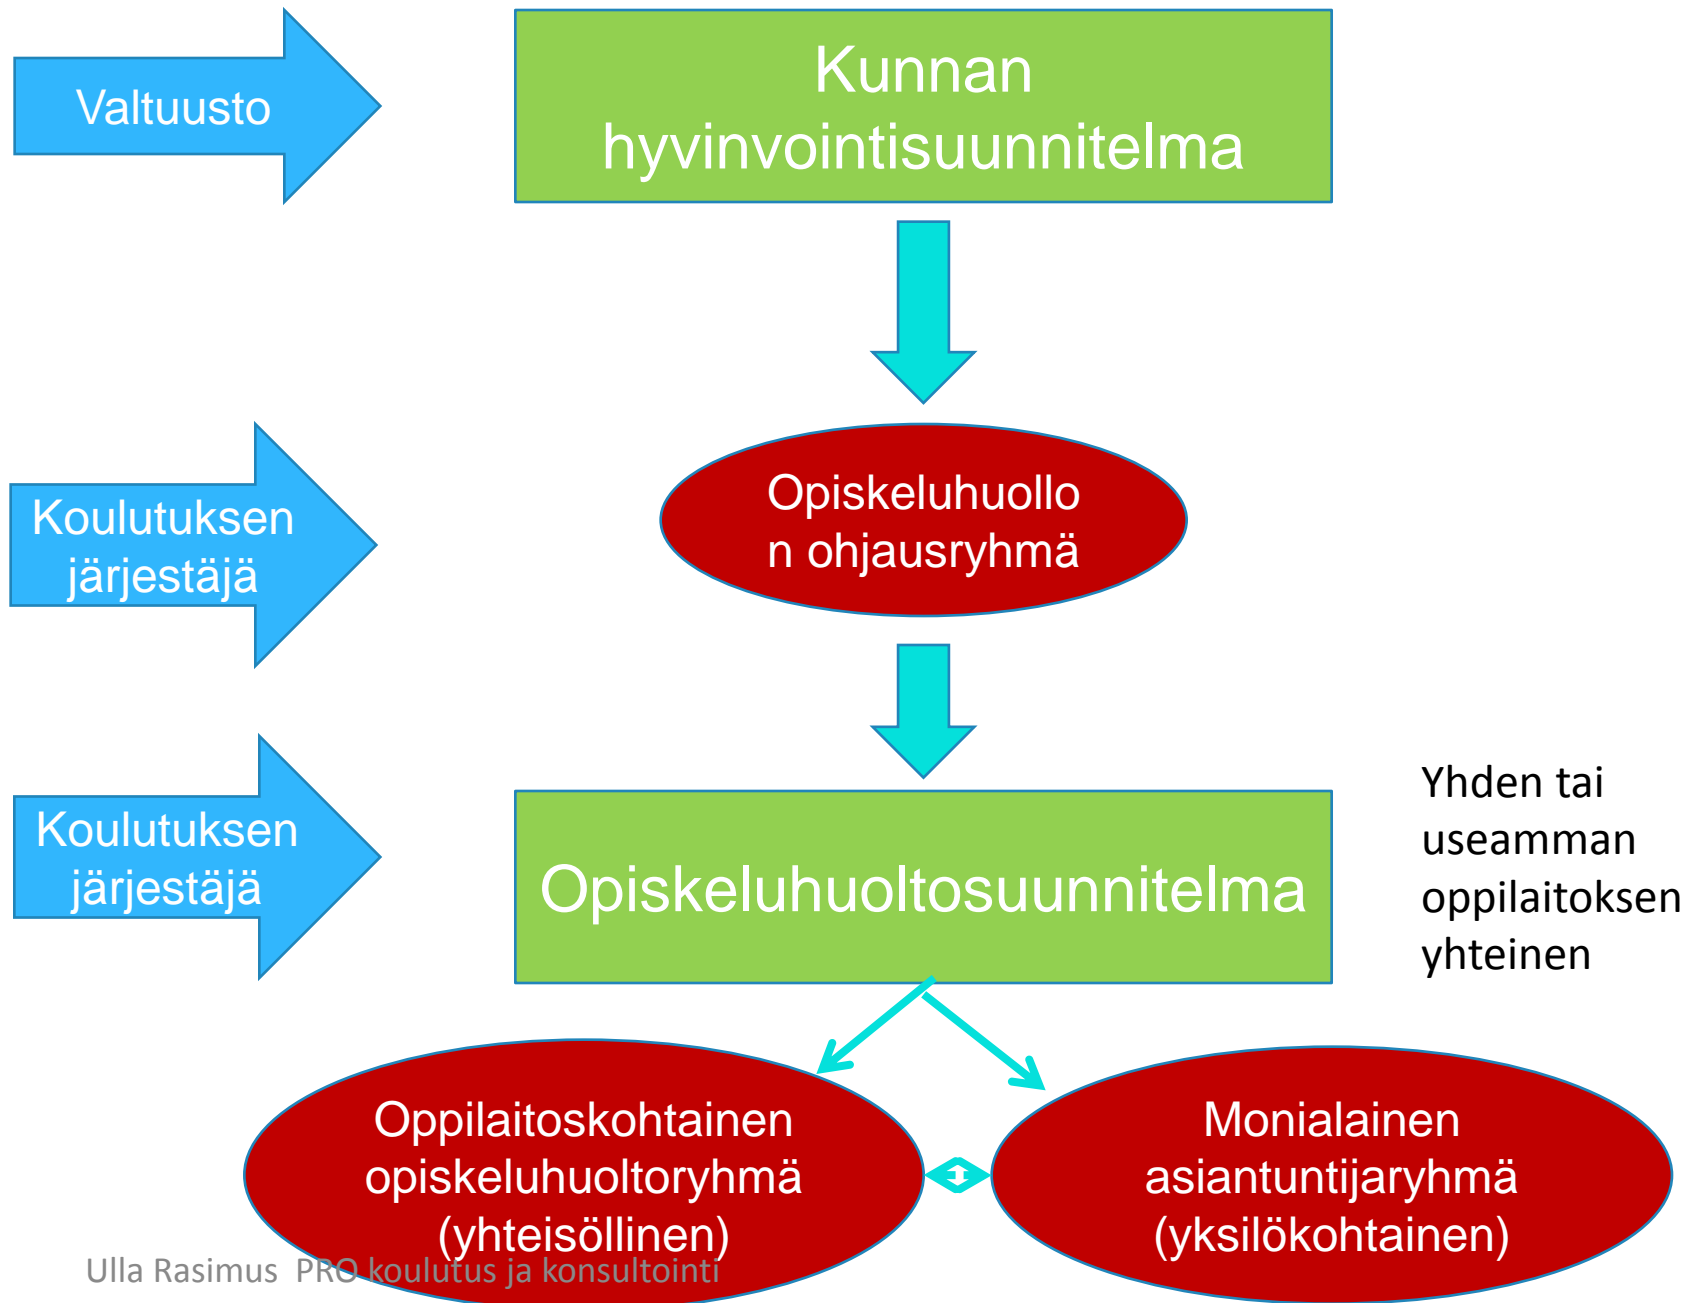 Valtuusto
Kunnan
hyvinvointisuunnitelma
Koulutuksen
järjestäjä
Opiskeluhuollo
n ohjausryhmä
Koulutuksen
järjestäjä
Opiskeluhuoltosuunnitelma
Yhden tai
useamman
oppilaitoksen
yhteinen
Oppilaitoskohtainen
opiskeluhuoltoryhmä
(yhteisöllinen)
Monialainen
asiantuntijaryhmä
(yksilökohtainen)
Ulla Rasimus PRO koulutus ja konsultointi